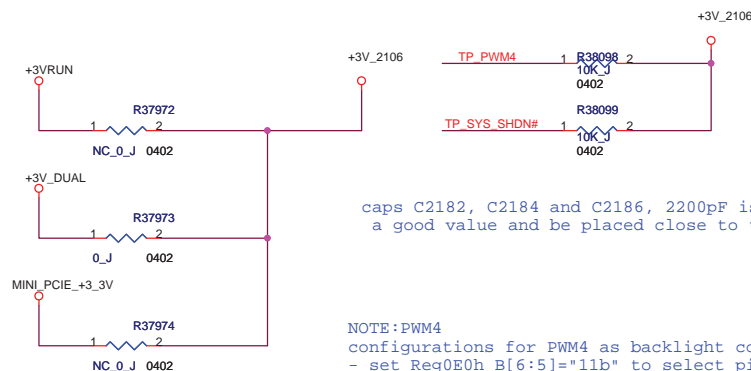 +3VRUN
R37972
1 2
NC_0_J 0402
+3V_DUAL
R37973
1 2
0_J 0402
MINI_PCIE_+3_3V
R37974
1 2
NC_0_J 0402
+3V_2106
+3V_2106
TP_PWM4 1 R38098 2
10K_J
0402
R38099
TP_SYS_SHDN# 1 2
10K_J
0402
caps C2182, C2184 and C2186, 2200pF is
a good value and be placed close to
NOTE:PWM4
configurations for PWM4 as backlight co
- set Reg0E0h B[6:5]="11b" to select pi